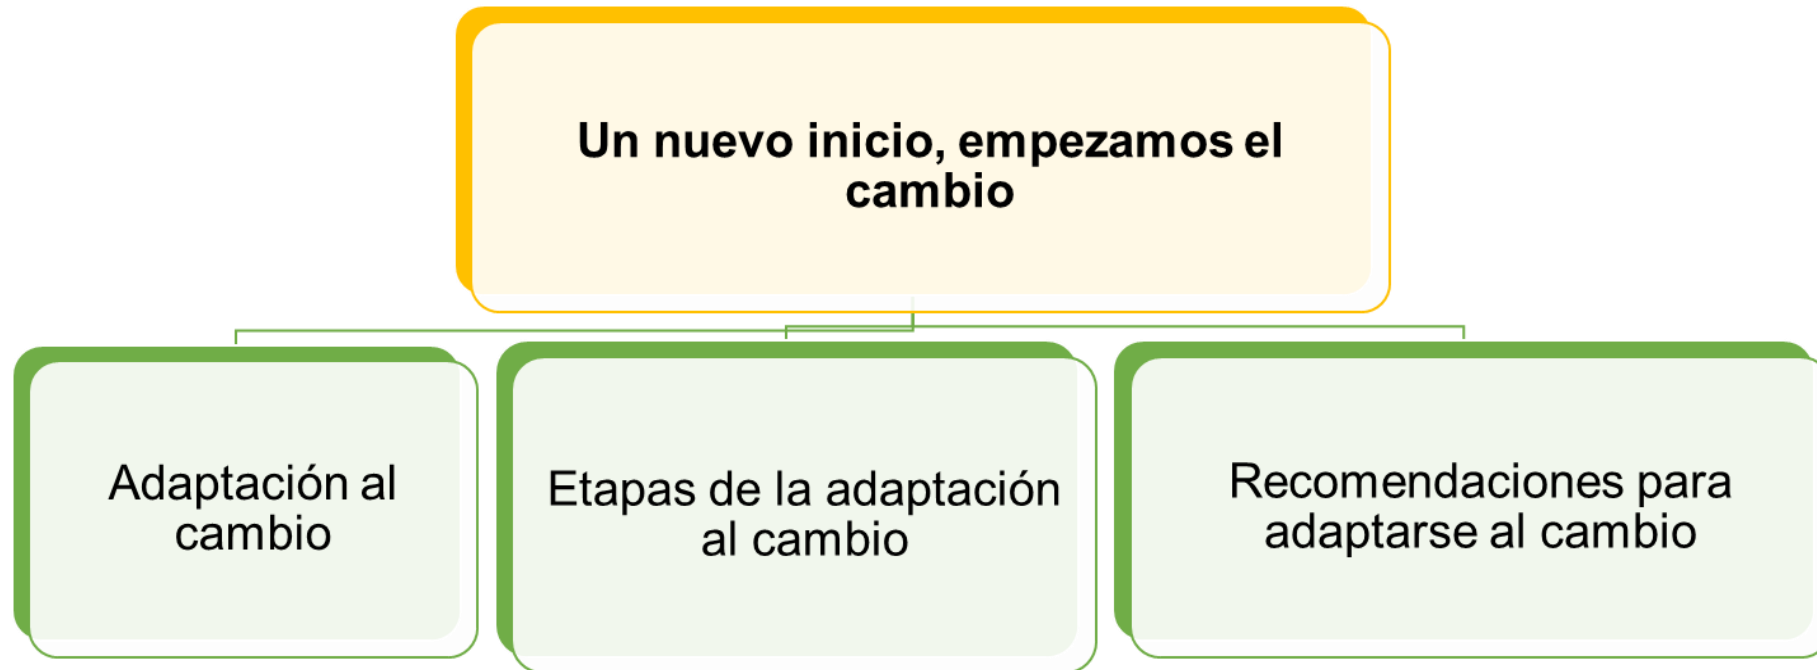 Un nuevo inicio, empezamos el
cambio
Adaptación al
cambio
Etapas de la adaptación
al cambio
Recomendaciones para
adaptarse al cambio